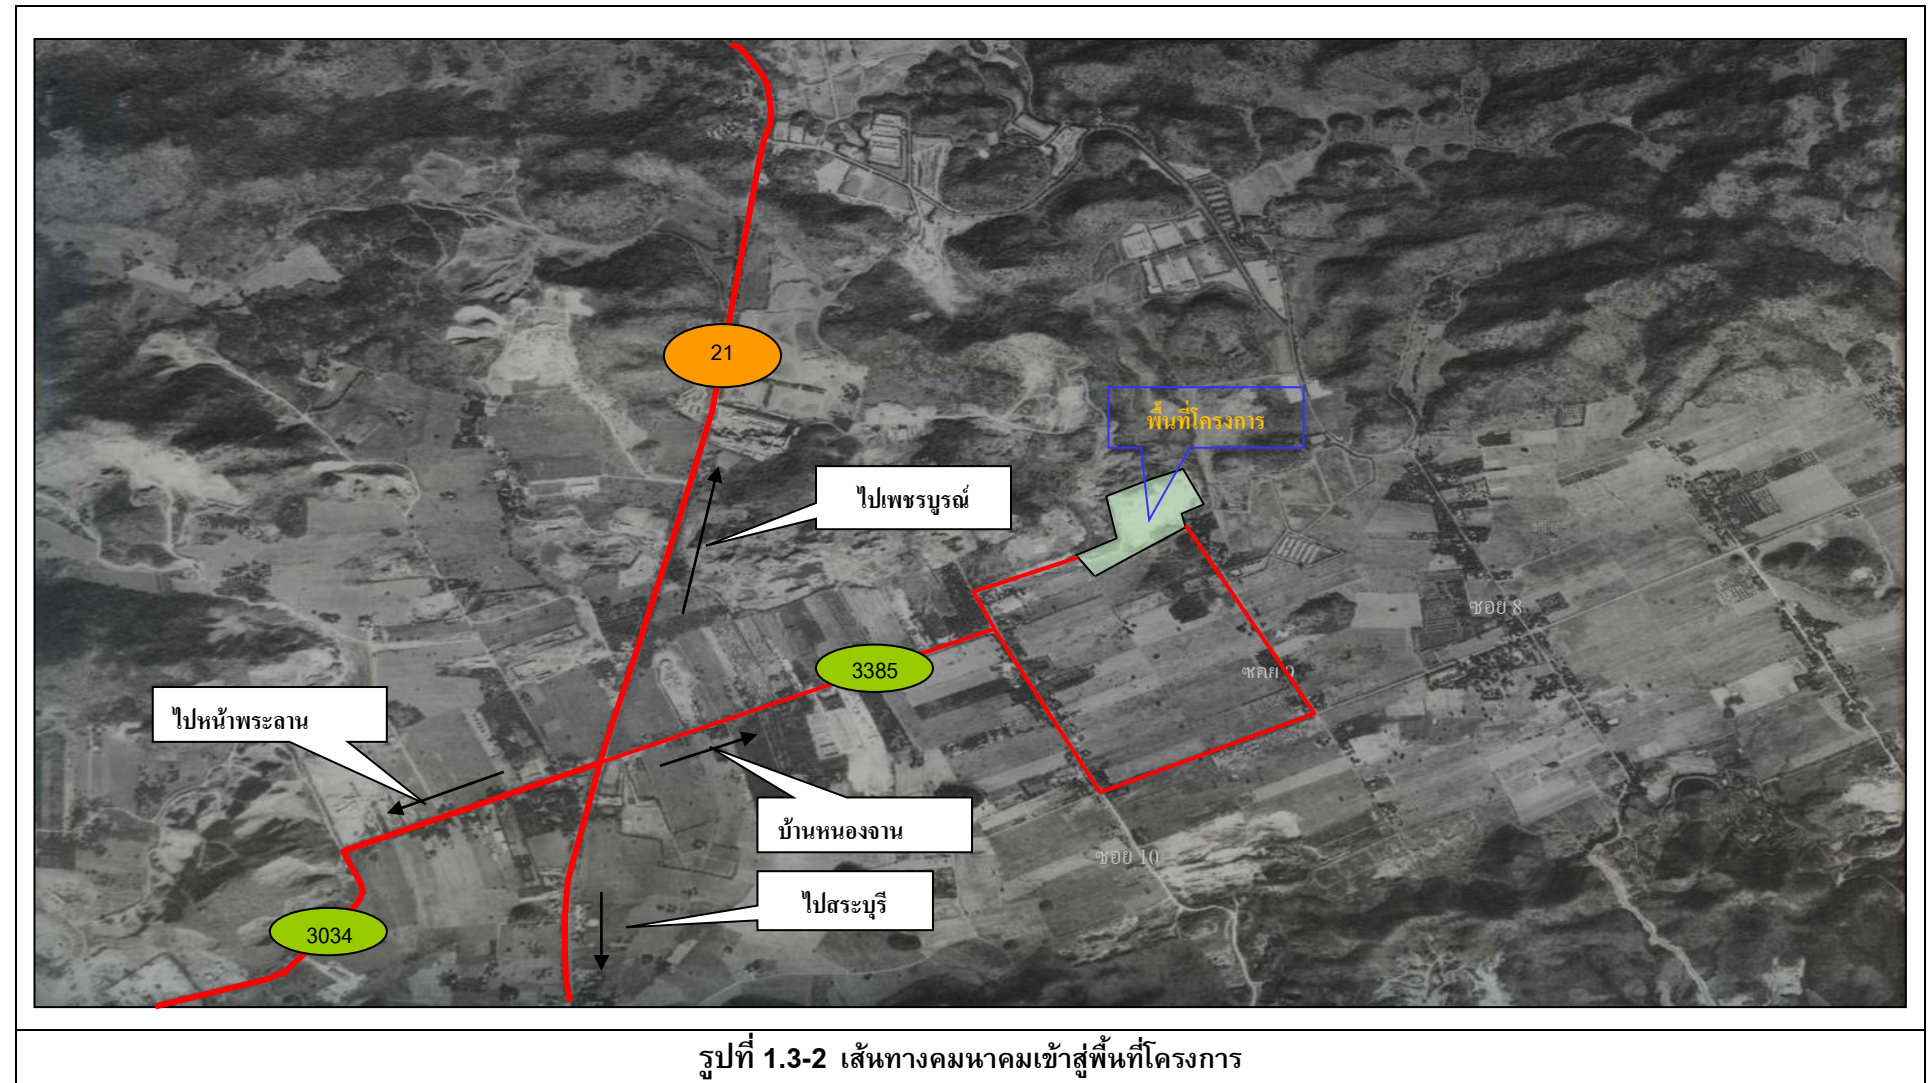 21
พื้นที่โครงการ
ไปเพชรบูรณ์
ซอย 8
3385
ซอย 9
ไปหน้าพระลาน
บ้านหนองจาน
ซอย 10
ไปสระบุรี
3034
รูปที่ 1.3-2 เส้นทางคมนาคมเข้าสู่พื้นที่โครงการ